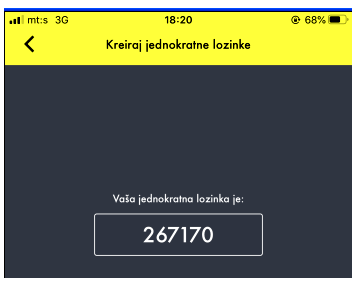 mt:s 3G 18:20 68%
Kreiraj jednokratne lozinke
Vaša jednokratna lozinka je:
267170